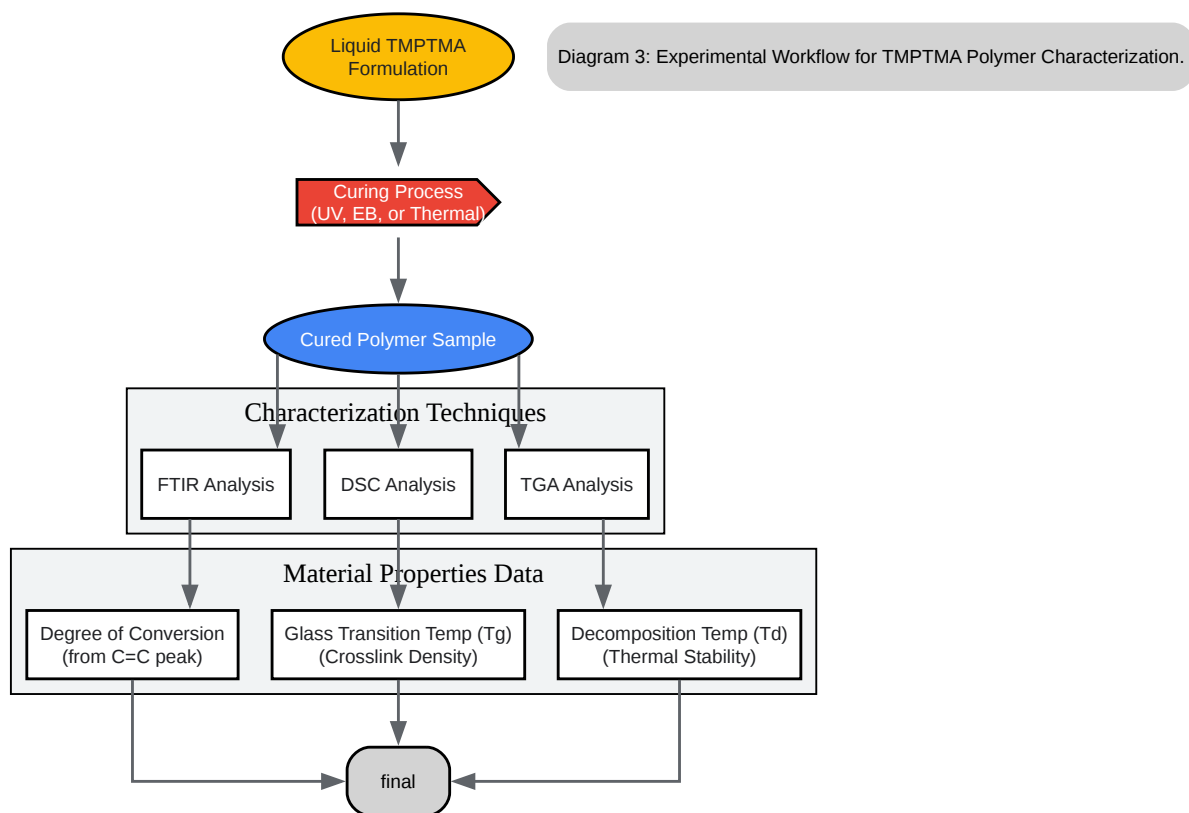 Liquid TMPTMA
Formulation
Diagram 3: Experimental Workflow for TMPTMA Polymer Characterization.
Curing Process
(UV, EB, or Thermal)
Cured Polymer Sample
Characterization Techniques
FTIR Analysis
DSC Analysis
TGA Analysis
Material Properties Data
Degree of Conversion
(from C=C peak)
Glass Transition Temp (Tg)
(Crosslink Density)
Decomposition Temp (Td)
(Thermal Stability)
final